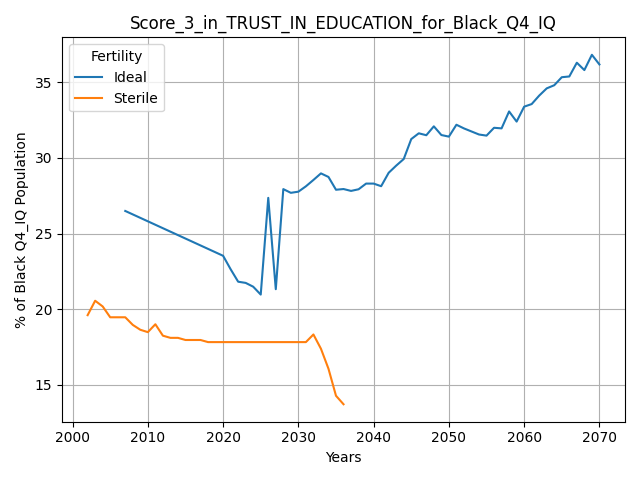 Score_3_in_TRUST_IN_EDUCATION_for_Black_Q4_IQ
Fertility
Ideal
Sterile
% of Black Q4_IQ Population
35
30
25
20
15
2000 2010 2020 2030 2040 2050 2060 2070
Years